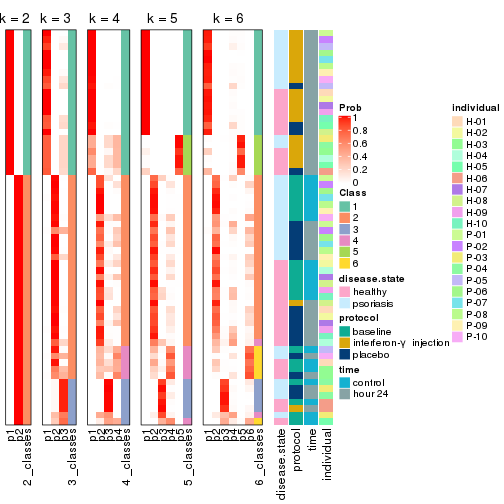 k = 2
k = 3
k = 4
k = 5
k = 6
p1
p2
2_classes
p1
p2
p3
3_classes
p1
p2
p3
p4
4_classes
p1
p2
p3
p4
p5
5_classes
p1
p2
p3
p4
p5
p6
6_classes
disease.state
protocol
time
individual
Prob
1
0.8
0.6
0.4
0.2
0
Class
1
2
3
4
5
6
disease.state
healthy
psoriasis
protocol
baseline
interferon-γ injection
placebo
time
control
hour 24
individual
H-01
H-02
H-03
H-04
H-05
H-06
H-07
H-08
H-09
H-10
P-01
P-02
P-03
P-04
P-05
P-06
P-07
P-08
P-09
P-10